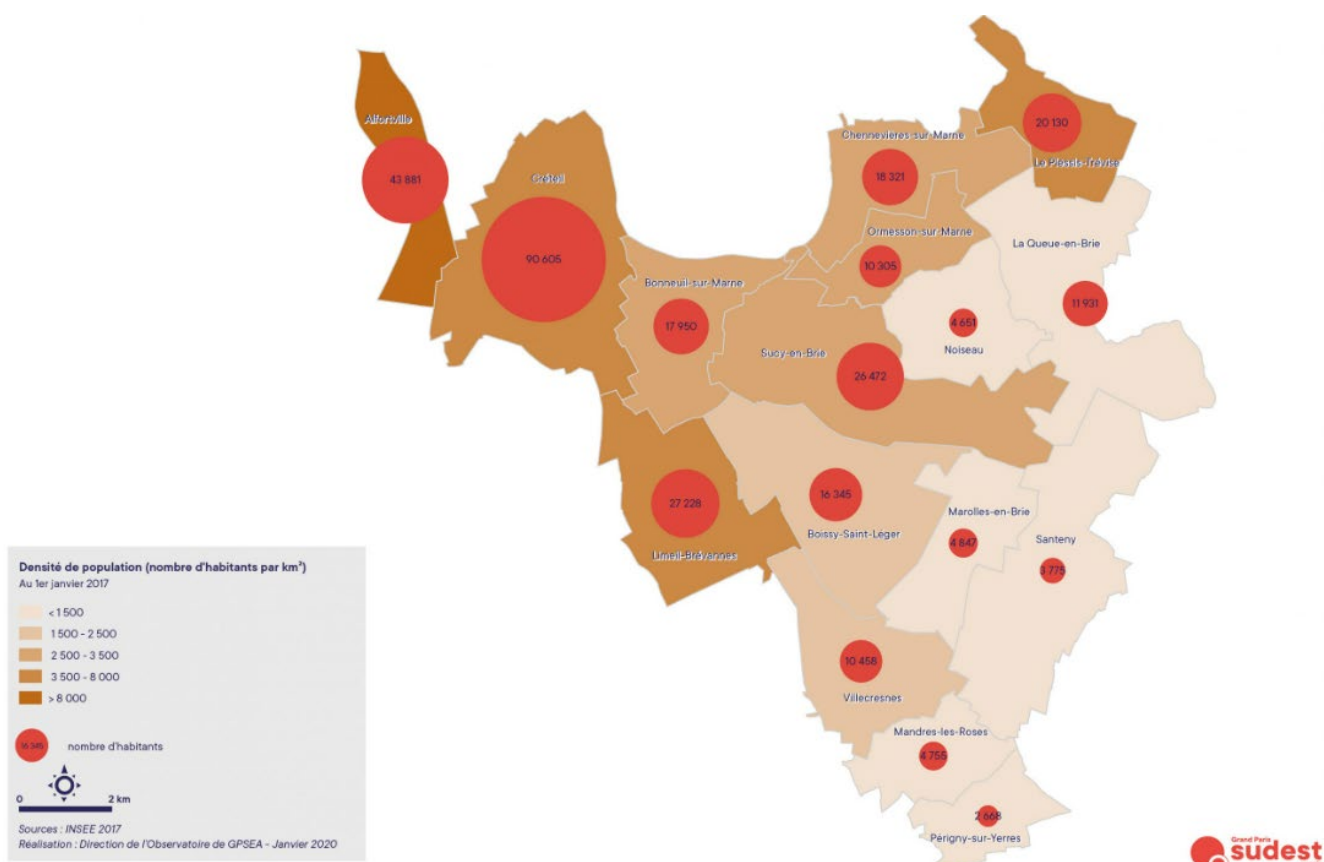 Alfortville
43 881
Créteil
90 605
Bonneuil-sur-Marne
17 950
Chennevières-sur-Marne
18 321
Ormesson-sur-Marne
10 305
20 130
Le Plessis-Trévise
La Queue-en-Brie
11 931
4 651
Noiseau
Sucy-en-Brie
26 472
27 228
Limeil-Brévannes
16 345
Boissy-Saint-Léger
Marolles-en-Brie
4 847
Santeny
3 775
10 458
Villecresnes
Mandres-les-Roses
4 755
2 668
Périgny-sur-Yerres
Densité de population (nombre d'habitants par km²)
Au 1er janvier 2017
< 1 500
1 500 - 2 500
2 500 - 3 500
3 500 - 8 000
> 8 000
16 345
nombre d'habitants
0 2 km
Sources : INSEE 2017
Réalisation : Direction de l'Observatoire de GPSEA - Janvier 2020
Grand Paris
sudest